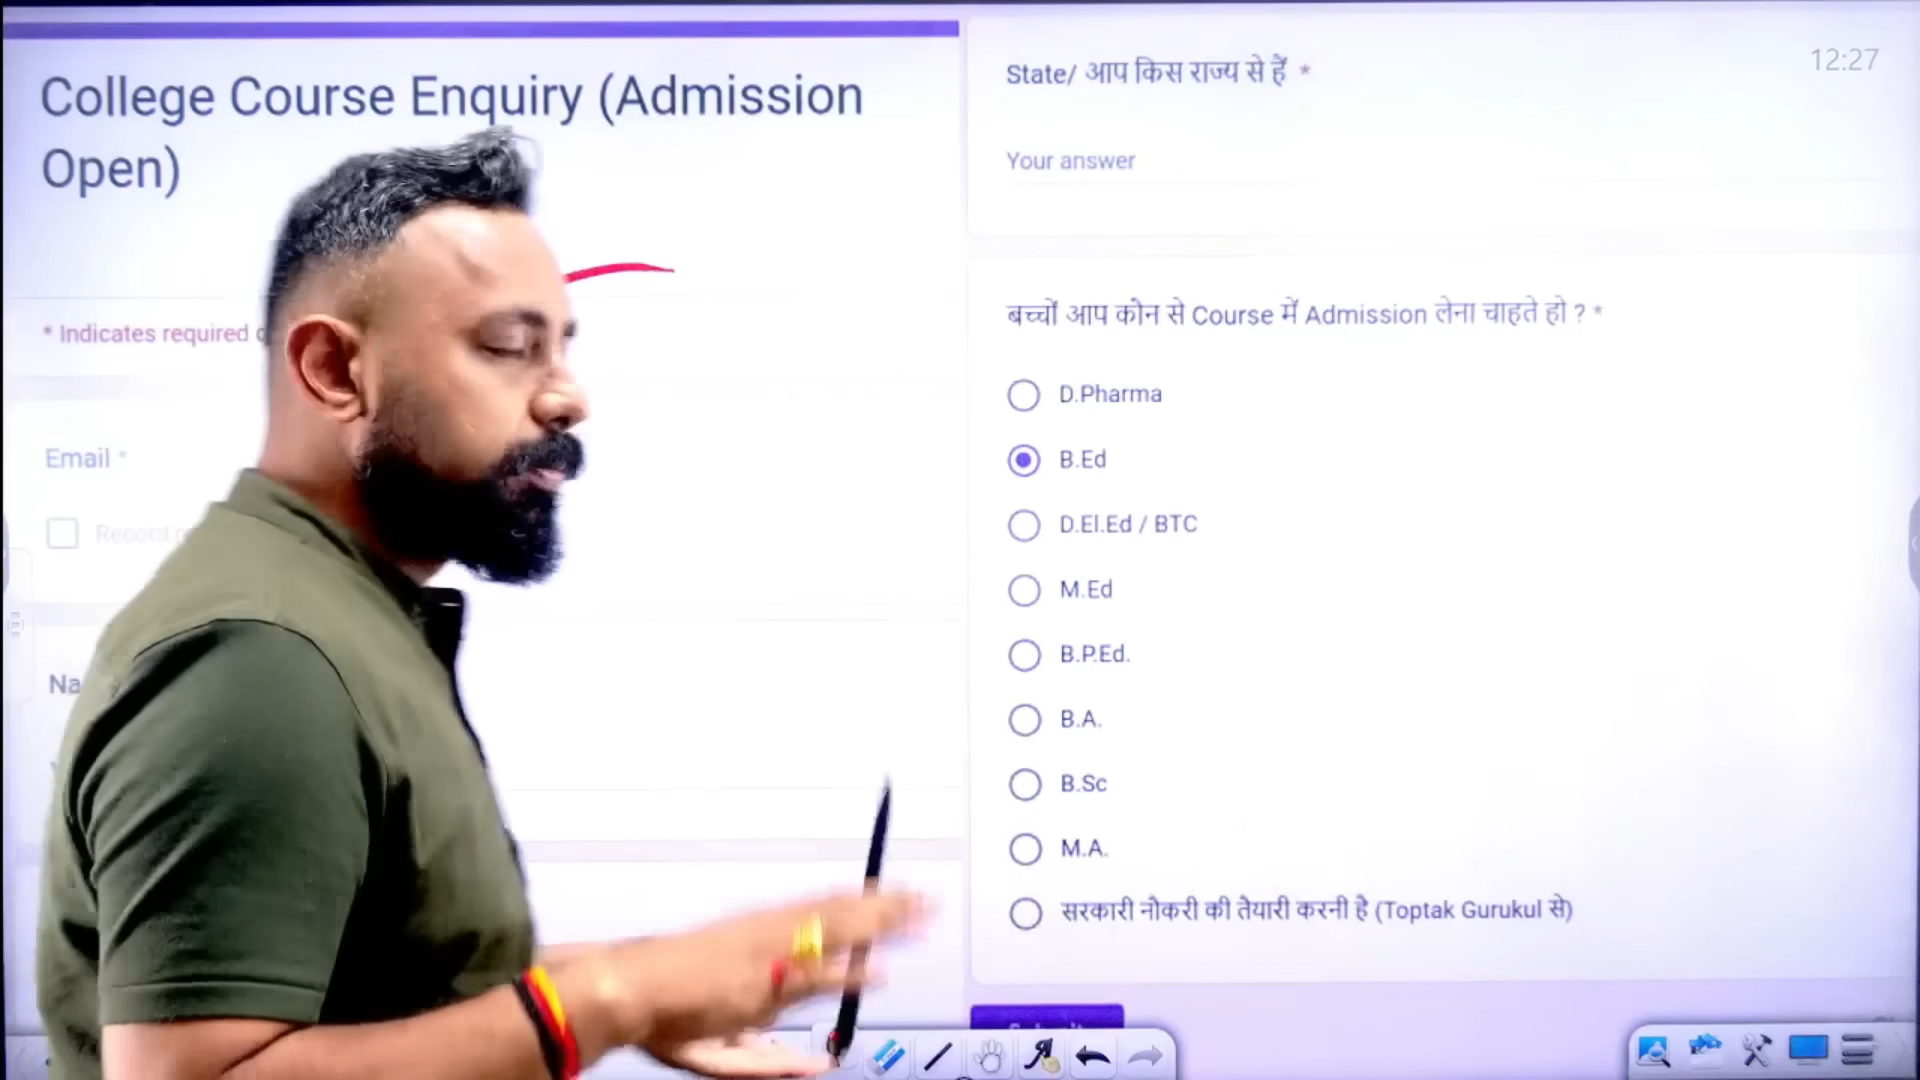 College Course Enquiry (Admission
Open)
* Indicates required
Email *
Na
12:27
State/ आप किस राज्य से हैं *
Your answer
बच्चों आप कौन से Course में Admission लेना चाहते हो ? *
D.Pharma
B.Ed
D.El.Ed / BTC
M.Ed
B.P.Ed.
B.A.
B.Sc
M.A.
सरकारी नौकरी की तैयारी करनी है (Toptak Gurukul से)